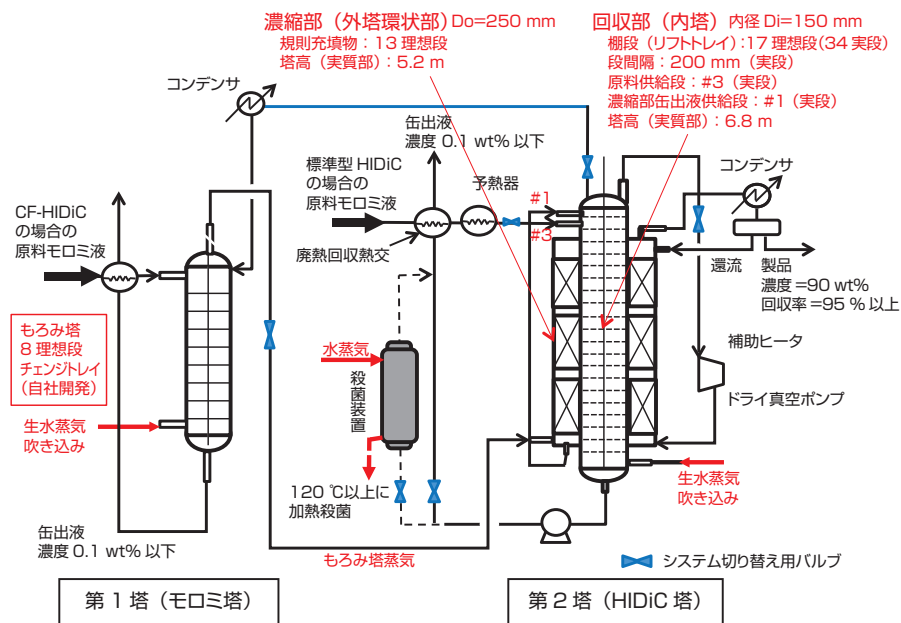 濃縮部（外塔環状部）Do=250 mm
規則充填物：13 理想段
塔高（実質部）：5.2 m
回収部（内塔）内径 Di=150 mm
棚段（リフトトレイ）：17 理想段（34 実段）
段間隔：200 mm（実段）
原料供給段：#3（実段）
濃縮部缶出液供給段：#1（実段）
塔高（実質部）：6.8 m
コンデンサ
缶出液
濃度 0.1 wt% 以下
標準型 HIDiC
の場合の
原料モロミ液
予熱器
#1
#3
廃熱回収熱交
コンデンサ
還流
製品
濃度 =90 wt%
回収率 =95 % 以上
CF-HIDiC
の場合の
原料モロミ液
もろみ塔
8 理想段
チェンジトレイ
（自社開発）
生水蒸気
吹き込み
水蒸気
殺菌装置
補助ヒータ
ドライ真空ポンプ
120 ℃以上に
加熱殺菌
生水蒸気
吹き込み
缶出液
濃度 0.1 wt% 以下
もろみ塔蒸気
システム切り替え用バルブ
第 1 塔（モロミ塔）
第 2 塔（HIDiC 塔）